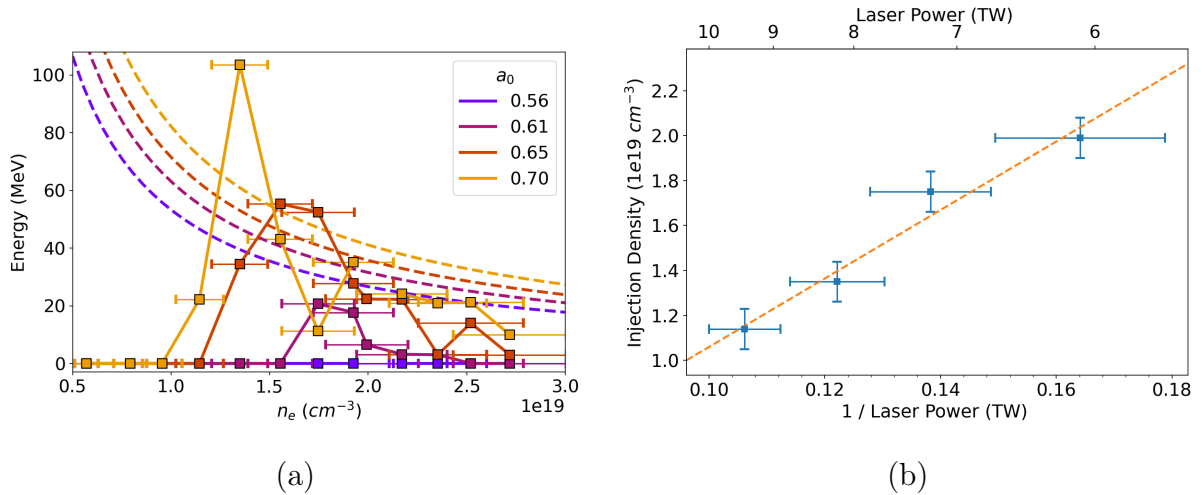 100
80
60
40
20
0
Energy (MeV)
a₀
0.56
0.61
0.65
0.70
0.5 1.0 1.5 2.0 2.5 3.0
nₑ (cm⁻³) 1e19
(a)
Laser Power (TW)
10 9 8 7 6
2.2
2.0
1.8
1.6
1.4
1.2
1.0
Injection Density (1e19 cm⁻³)
0.10 0.12 0.14 0.16 0.18
1 / Laser Power (TW)
(b)